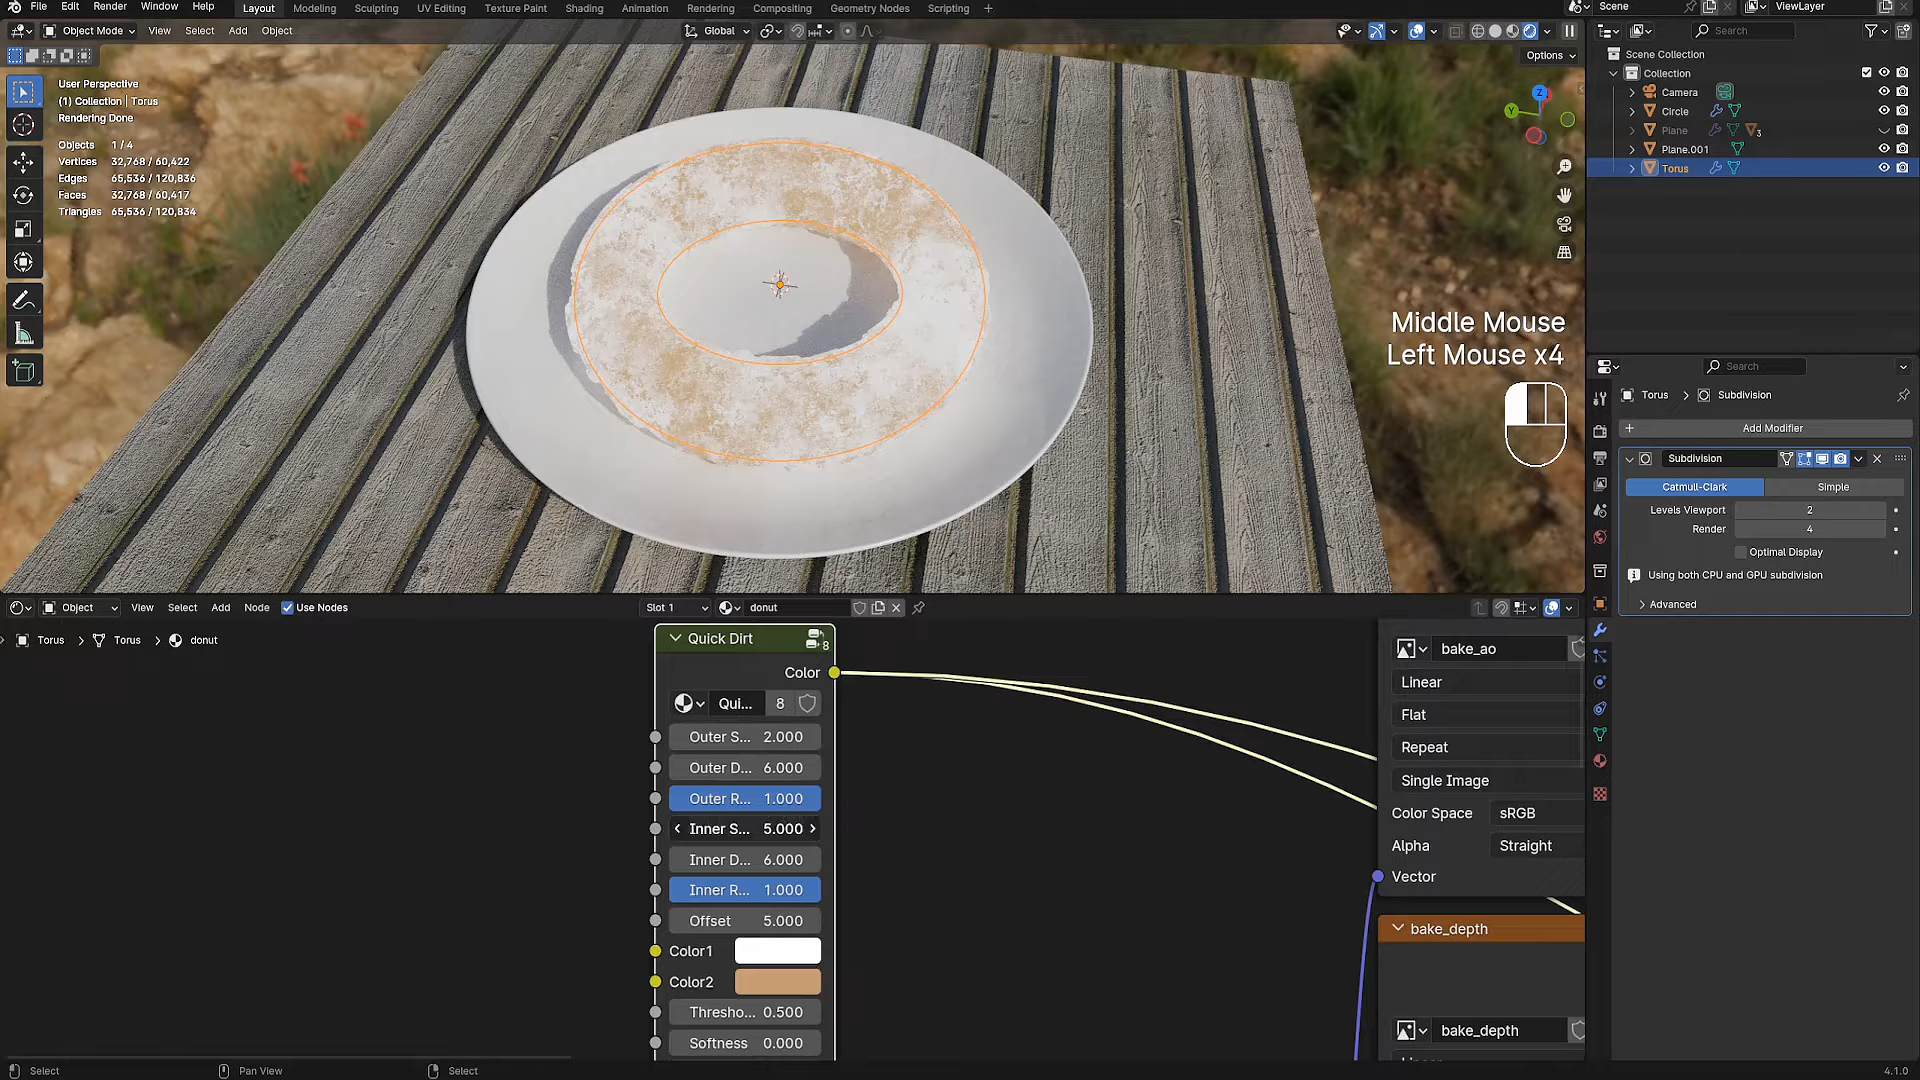 File Edit Render Window Help Layout Modeling Sculpting UV Editing Texture Paint Shading Animation Rendering Compositing Geometry Nodes Scripting + Scene ViewLayer
Object Mode View Select Add Object Global Search
Options
User Perspective
(1) Collection | Torus
Rendering Done
Objects 1 / 4
Vertices 32,768 / 60,422
Edges 65,536 / 120,836
Faces 32,768 / 60,417
Triangles 65,536 / 120,834
Z
Y
Middle Mouse
Left Mouse x4
Scene Collection
Collection
Camera
Circle
Plane 3
Plane.001
Torus
Search
Torus > Subdivision
+ Add Modifier
Subdivision
Catmull-Clark Simple
Levels Viewport 2
Render 4
Optimal Display
Using both CPU and GPU subdivision
Advanced
Object View Select Add Node Use Nodes Slot 1 donut
Torus > Torus > donut
Quick Dirt 8
Color
Qui... 8
Outer S... 2.000
Outer D... 6.000
Outer R... 1.000
Inner S... 5.000
Inner D... 6.000
Inner R... 1.000
Offset 5.000
Color1
Color2
Thresho... 0.500
Softness 0.000
bake_ao
Linear
Flat
Repeat
Single Image
Color Space sRGB
Alpha Straight
Vector
bake_depth
bake_depth
Select Pan View Select 4.1.0